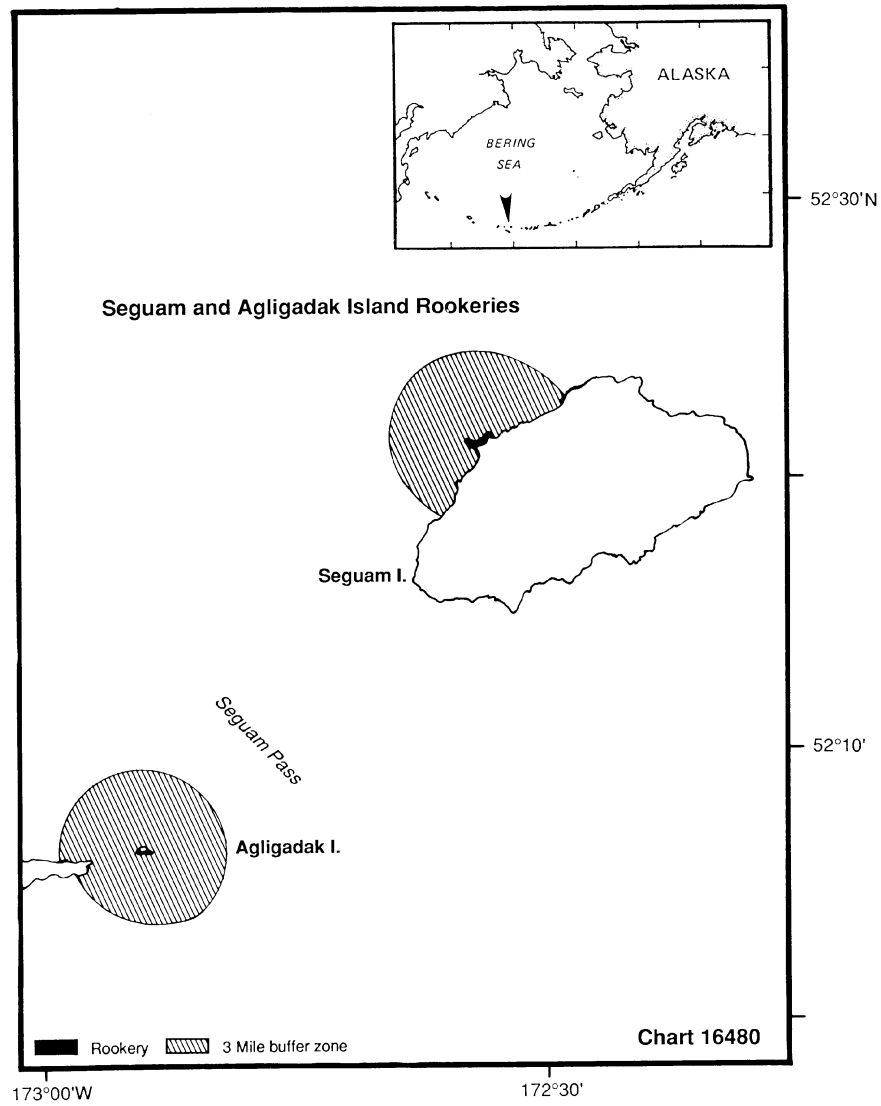 ALASKA
BERING
SEA
52°30'N
Seguam and Agligadak Island Rookeries
Seguam I.
Seguam Pass
52°10'
Agligadak I.
Rookery
3 Mile buffer zone
Chart 16480
173°00'W
172°30'